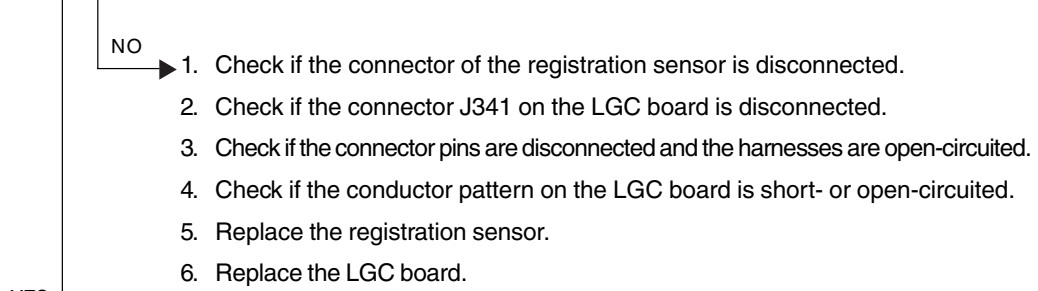 NO
1. Check if the connector of the registration sensor is disconnected.
2. Check if the connector J341 on the LGC board is disconnected.
3. Check if the connector pins are disconnected and the harnesses are open-circuited.
4. Check if the conductor pattern on the LGC board is short- or open-circuited.
5. Replace the registration sensor.
6. Replace the LGC board.